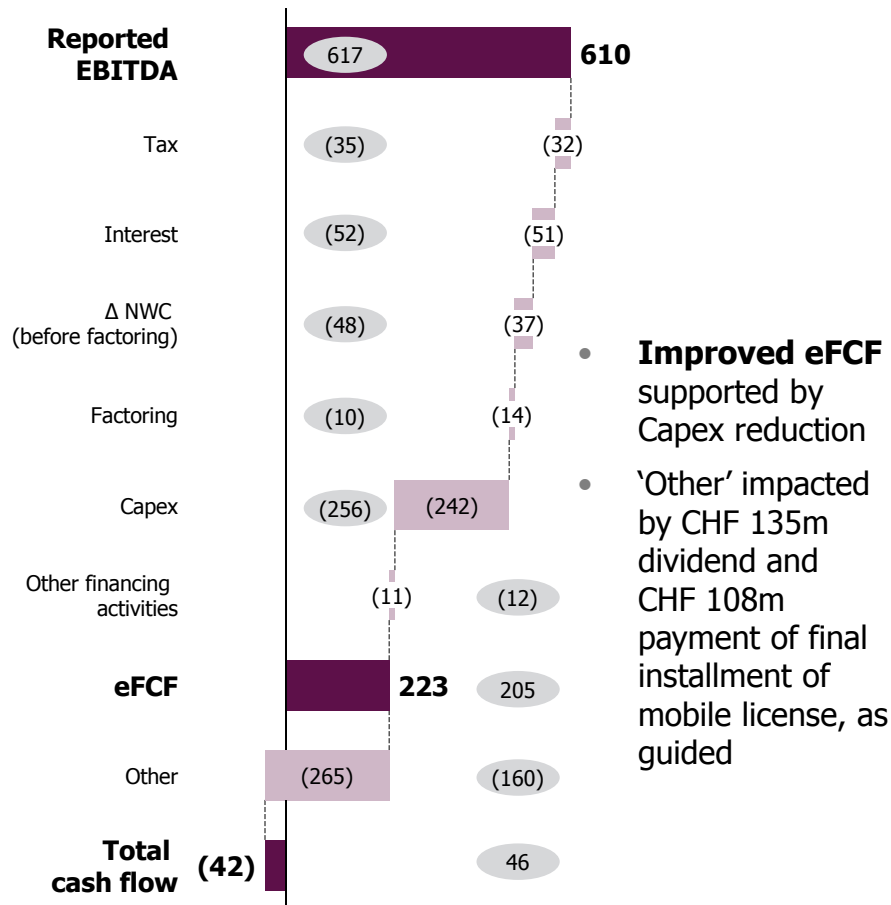 Reported
EBITDA
617
610
Tax
(35)
(32)
Interest
(52)
(51)
Δ NWC
(before factoring)
(48)
(37)
Factoring
(10)
(14)
Capex
(256)
(242)
Other financing
activities
(11)
(12)
eFCF
223
205
Other
(265)
(160)
Total
cash flow
(42)
46
• Improved eFCF
supported by
Capex reduction
• ‘Other’ impacted
by CHF 135m
dividend and
CHF 108m
payment of final
installment of
mobile license, as
guided